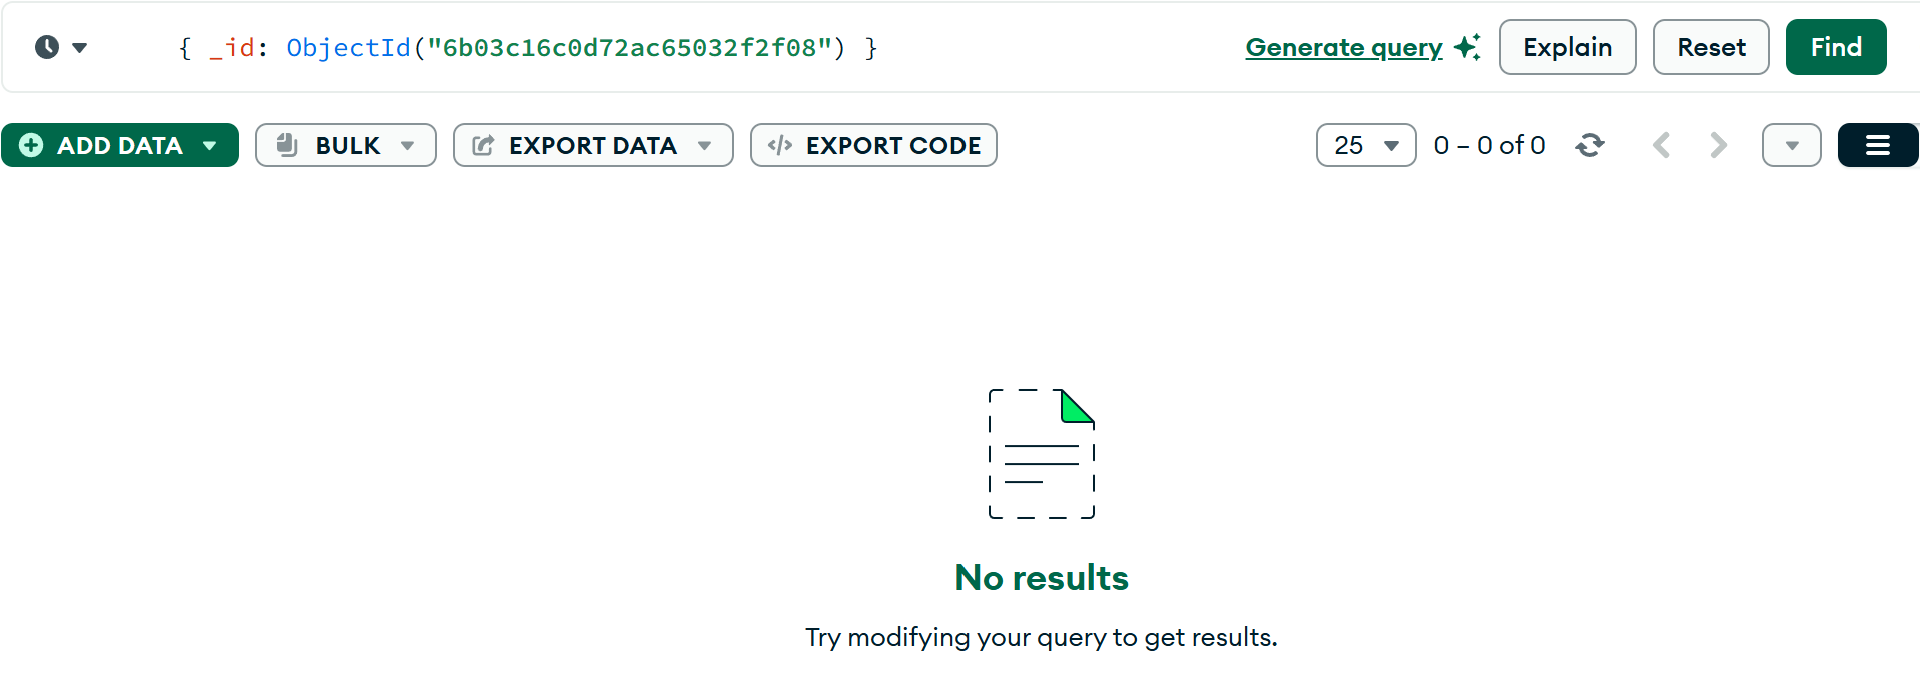 { _id: ObjectId("6b03c16c0d72ac65032f2f08") }
Generate query
Explain
Reset
Find
ADD DATA
BULK
EXPORT DATA
</> EXPORT CODE
25
0 – 0 of 0
No results
Try modifying your query to get results.